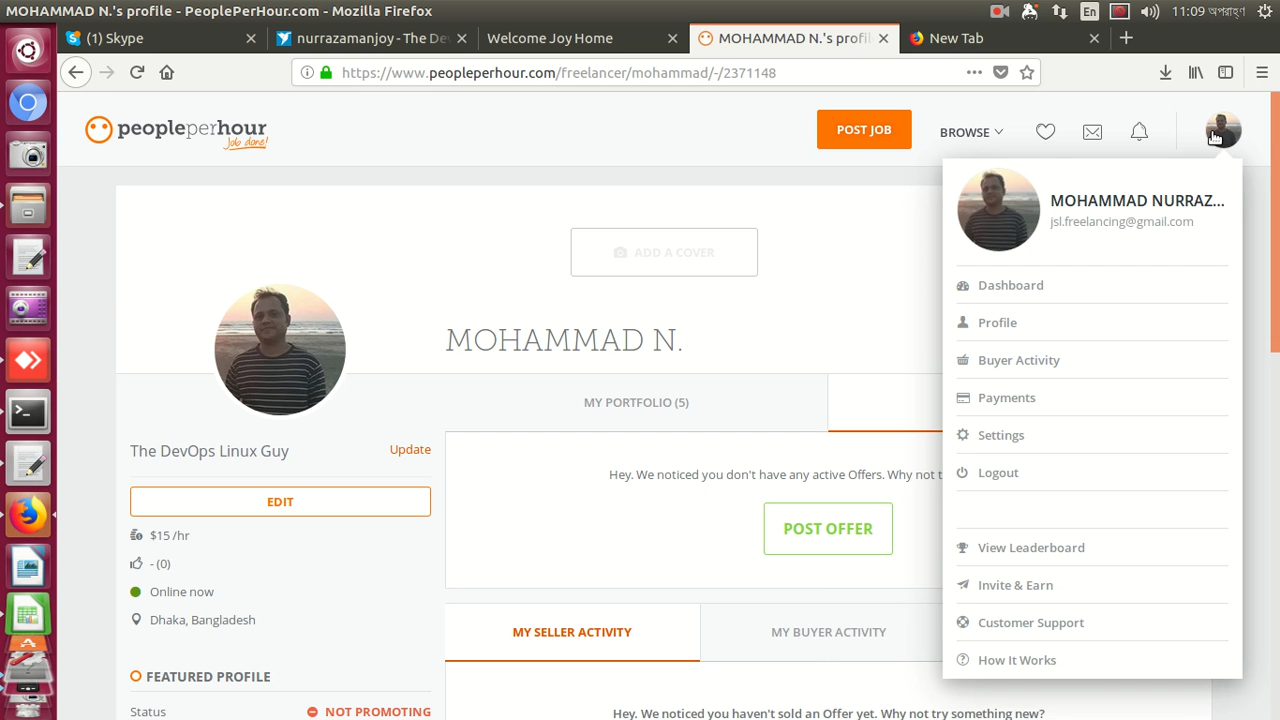 MOHAMMAD N.'s profile - PeoplePerHour.com - Mozilla Firefox
En
11:09 অপরাহ্ণ
(1) Skype
nurrazamanjoy - The De
Welcome Joy Home
MOHAMMAD N.'s profil
New Tab
https://www.peopleperhour.com/freelancer/mohammad/-/2371148
peopleperhour
Job done!
POST JOB
BROWSE
MOHAMMAD NURRAZ...
jsl.freelancing@gmail.com
Dashboard
Profile
Buyer Activity
Payments
Settings
Logout
View Leaderboard
Invite & Earn
Customer Support
How It Works
ADD A COVER
MOHAMMAD N.
MY PORTFOLIO (5)
The DevOps Linux Guy
Update
EDIT
$15 /hr
- (0)
Online now
Dhaka, Bangladesh
FEATURED PROFILE
Status
NOT PROMOTING
Hey. We noticed you don't have any active Offers. Why not t
POST OFFER
MY SELLER ACTIVITY
MY BUYER ACTIVITY
Hey. We noticed you haven't sold an Offer yet. Why not try something new?